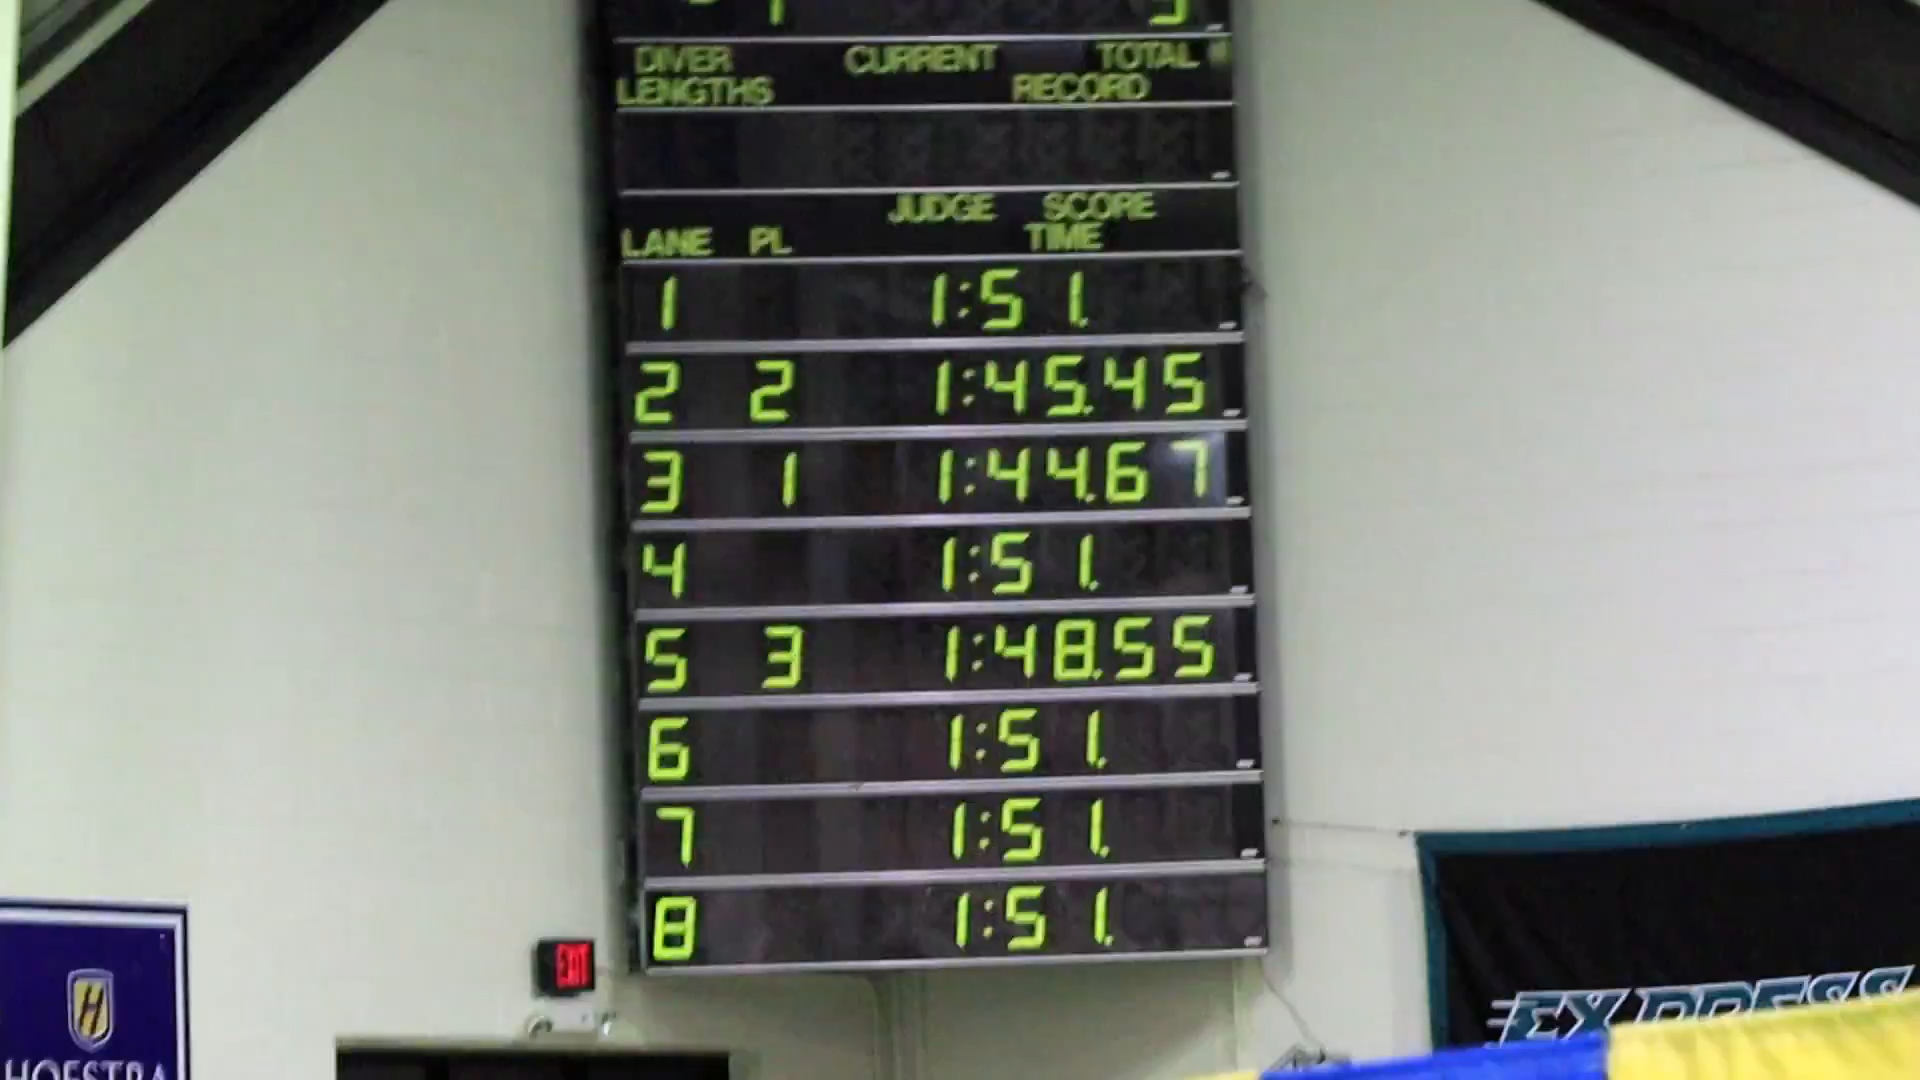 DIVER CURRENT TOTAL
LENGTHS RECORD
JUDGE SCORE
LANE PL TIME
1 1:51.
2 2 1:45.45
3 1 1:44.67
4 1:51.
5 3 1:48.55
6 1:51.
7 1:51.
8 1:51.
EXIT
H
HOFSTRA
EXPRESS